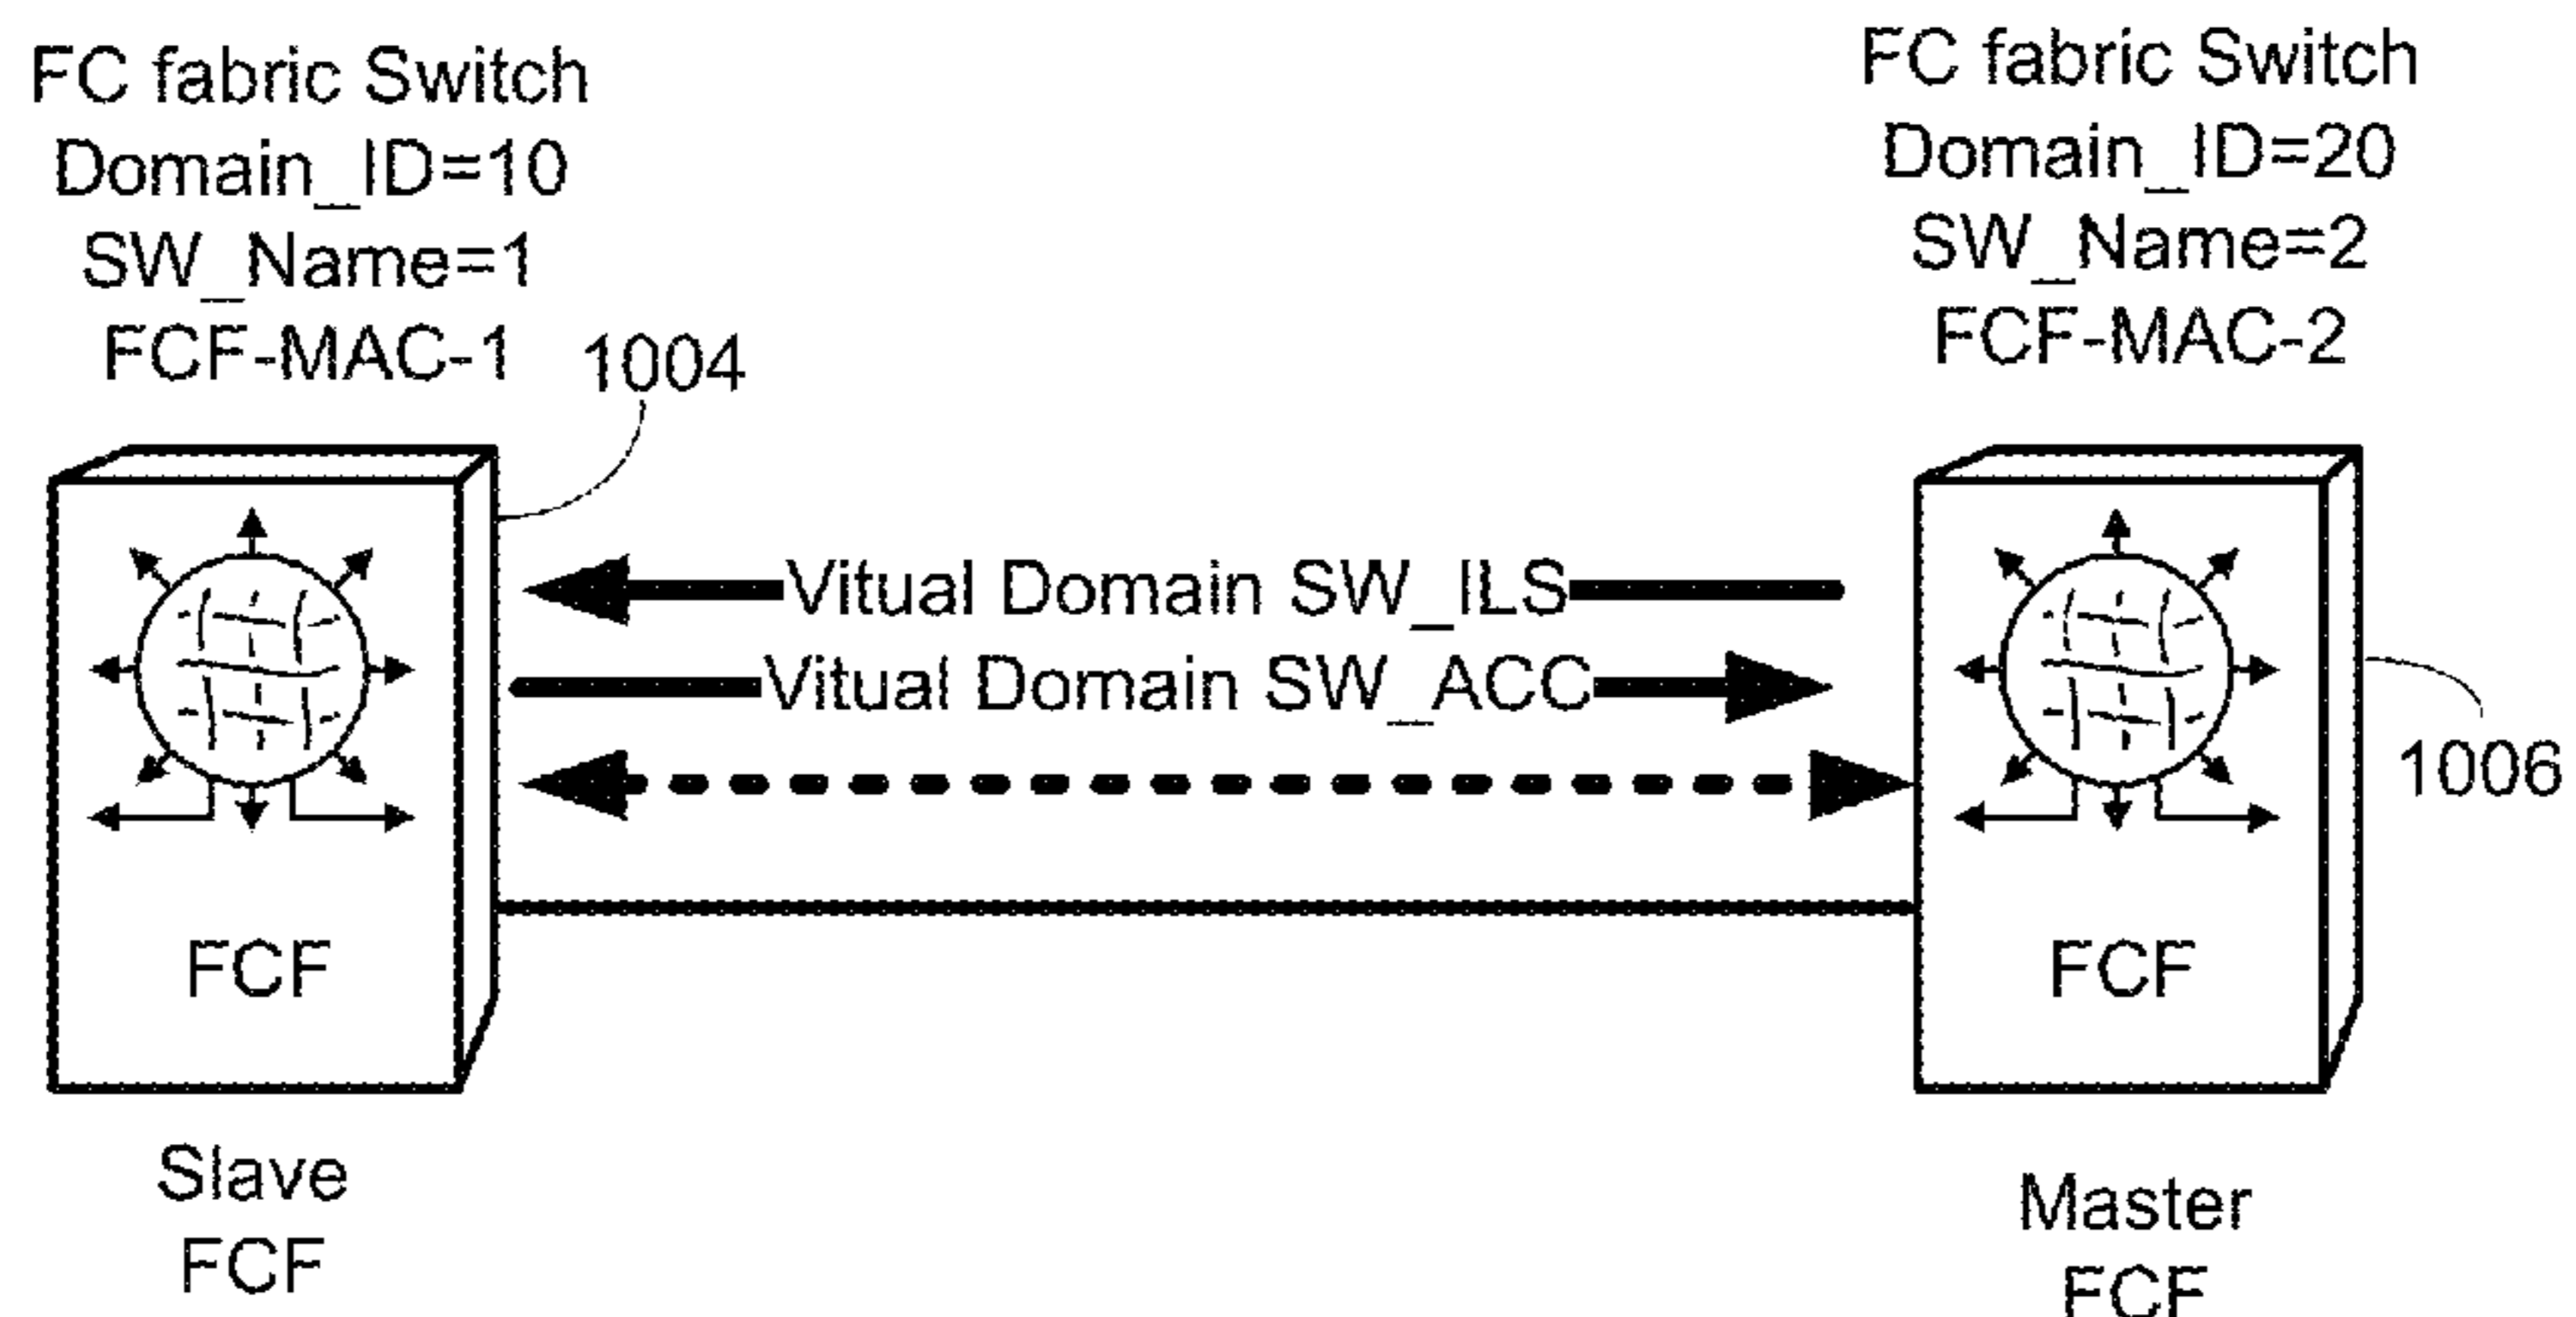 FC fabric Switch
Domain_ID=10
SW_Name=1
FCF-MAC-1
1004
FC fabric Switch
Domain_ID=20
SW_Name=2
FCF-MAC-2
Vitual Domain SW_ILS
Vitual Domain SW_ACC
1006
FCF
FCF
Slave
FCF
Master
FCF